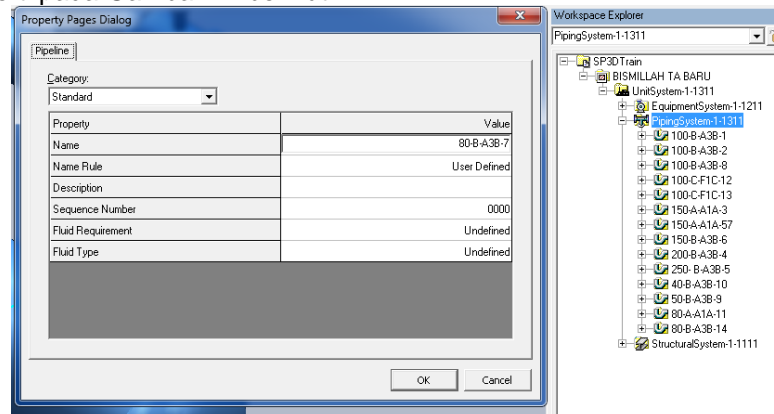 Property Pages Dialog
Pipeline
Category:
Standard
Property Value
Name 80-B-A3B-7
Name Rule User Defined
Description
Sequence Number 0000
Fluid Requirement Undefined
Fluid Type Undefined
OK Cancel
Workspace Explorer
PipingSystem-1-1311
SP3DTrain
BISMILLAH TA BARU
UnitSystem-1-1311
EquipmentSystem-1-1211
PipingSystem-1-1311
100-B-A3B-1
100-B-A3B-2
100-B-A3B-8
100-C-F1C-12
100-C-F1C-13
150-A-A1A-3
150-A-A1A-57
150-B-A3B-6
200-B-A3B-4
250- B-A3B-5
40-B-A3B-10
50-B-A3B-9
80-A-A1A-11
80-B-A3B-14
StructuralSystem-1-1111